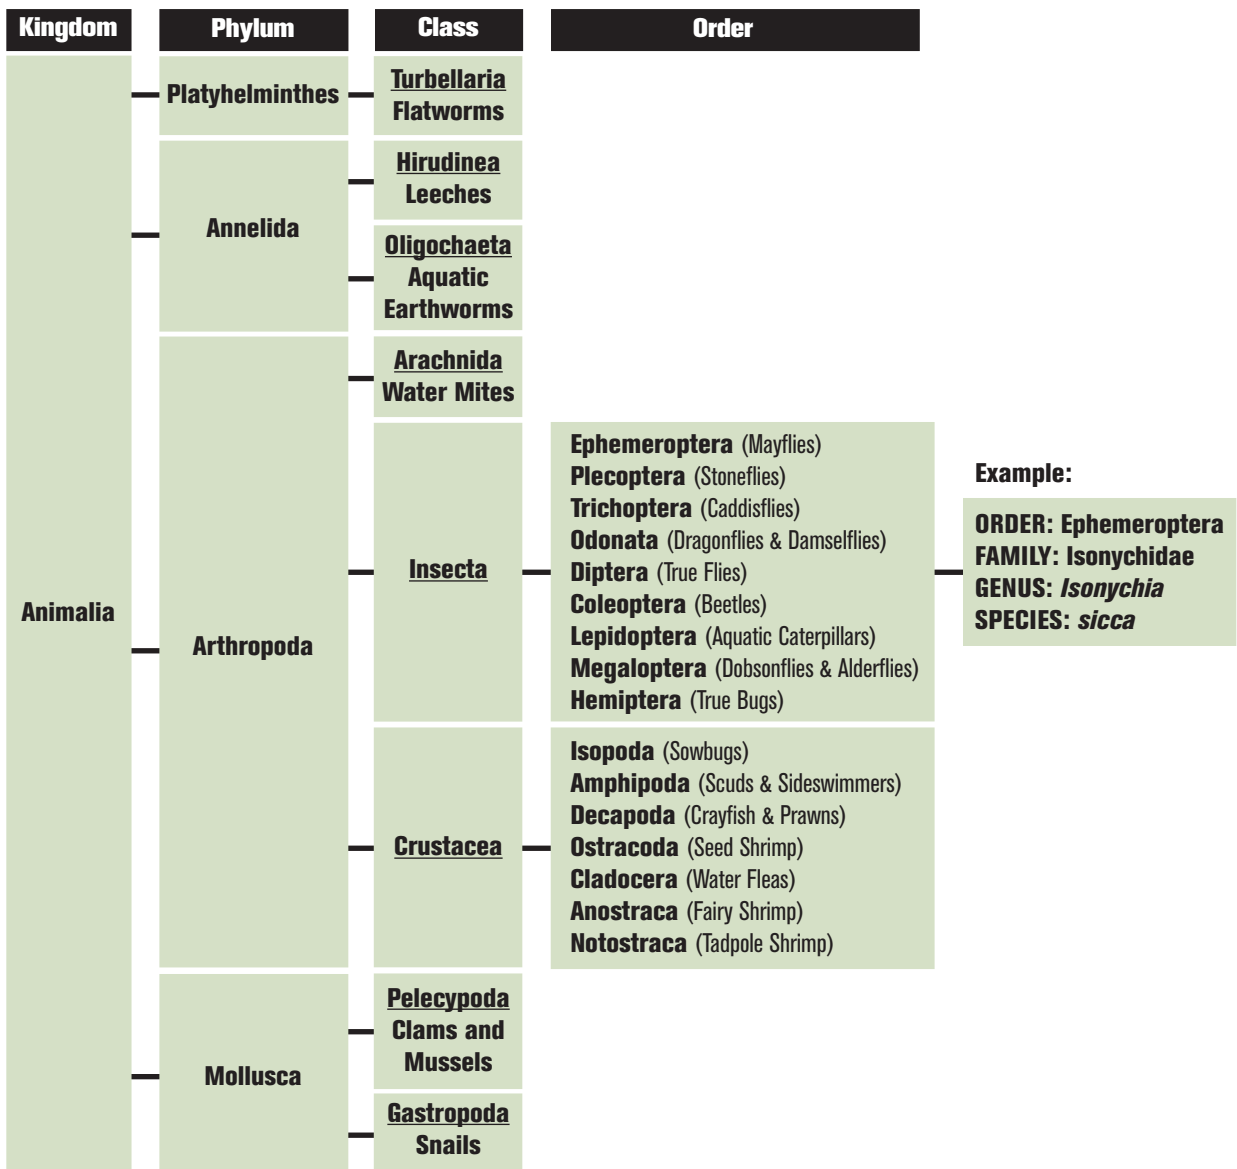 Kingdom
Phylum
Class
Order
Animalia
Platyhelminthes
Turbellaria
Flatworms
Annelida
Hirudinea
Leeches
Oligochaeta
Aquatic
Earthworms
Arthropoda
Arachnida
Water Mites
Insecta
Ephemeroptera (Mayflies)
Plecoptera (Stoneflies)
Trichoptera (Caddisflies)
Odonata (Dragonflies & Damselflies)
Diptera (True Flies)
Coleoptera (Beetles)
Lepidoptera (Aquatic Caterpillars)
Megaloptera (Dobsonflies & Alderflies)
Hemiptera (True Bugs)
Example:
ORDER: Ephemeroptera
FAMILY: Isonychidae
GENUS: Isonychia
SPECIES: sicca
Crustacea
Isopoda (Sowbugs)
Amphipoda (Scuds & Sideswimmers)
Decapoda (Crayfish & Prawns)
Ostracoda (Seed Shrimp)
Cladocera (Water Fleas)
Anostraca (Fairy Shrimp)
Notostraca (Tadpole Shrimp)
Mollusca
Pelecypoda
Clams and
Mussels
Gastropoda
Snails